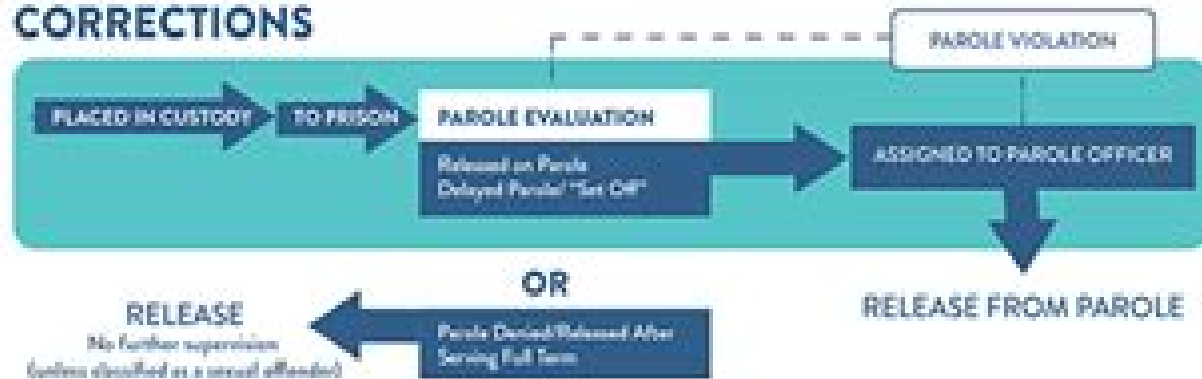 CORRECTIONS
PAROLE VIOLATION
PLACED IN CUSTODY
TO PRISON
PAROLE EVALUATION
Released on Parole
Delayed Parole/ "Set Off"
ASSIGNED TO PAROLE OFFICER
OR
RELEASE FROM PAROLE
RELEASE
No further supervision
(unless classified as a sexual offender)
Parole Denied/Released After
Serving Full Term